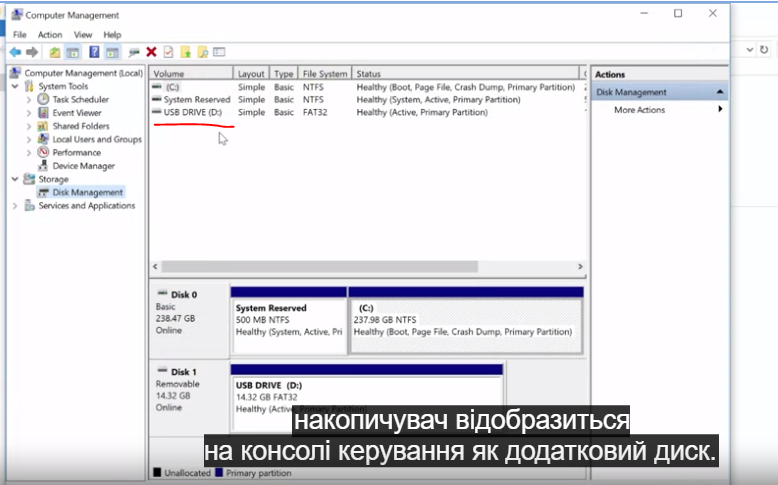 Computer Management
File Action View Help
Computer Management (Local)
System Tools
Task Scheduler
Event Viewer
Shared Folders
Local Users and Groups
Performance
Device Manager
Storage
Disk Management
Services and Applications
Volume Layout Type File System Status
(C:) Simple Basic NTFS Healthy (Boot, Page File, Crash Dump, Primary Partition)
System Reserved Simple Basic NTFS Healthy (System, Active, Primary Partition)
USB DRIVE (D:) Simple Basic FAT32 Healthy (Active, Primary Partition)
Actions
Disk Management
More Actions
Disk 0
Basic
238.47 GB
Online
System Reserved
500 MB NTFS
Healthy (System, Active, Pri
(C:)
237.98 GB NTFS
Healthy (Boot, Page File, Crash Dump, Primary Partition)
Disk 1
Removable
14.32 GB
Online
USB DRIVE (D:)
14.32 GB FAT32
Healthy (Active, Primary Partition)
накопичувач відобразиться
на консолі керування як додатковий диск.
Unallocated Primary partition